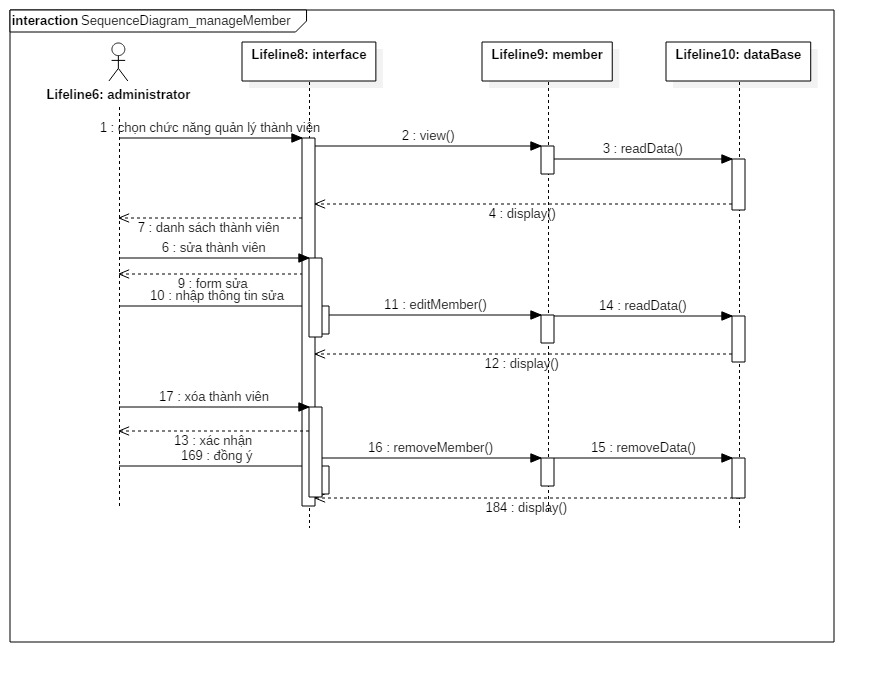 interaction SequenceDiagram_manageMember
Lifeline6: administrator
Lifeline8: interface
Lifeline9: member
Lifeline10: dataBase
1 : chọn chức năng quản lý thành viên
2 : view()
3 : readData()
4 : display()
7 : danh sách thành viên
6 : sửa thành viên
9 : form sửa
10 : nhập thông tin sửa
11 : editMember()
14 : readData()
12 : display()
17 : xóa thành viên
13 : xác nhận
169 : đồng ý
16 : removeMember()
15 : removeData()
184 : display()